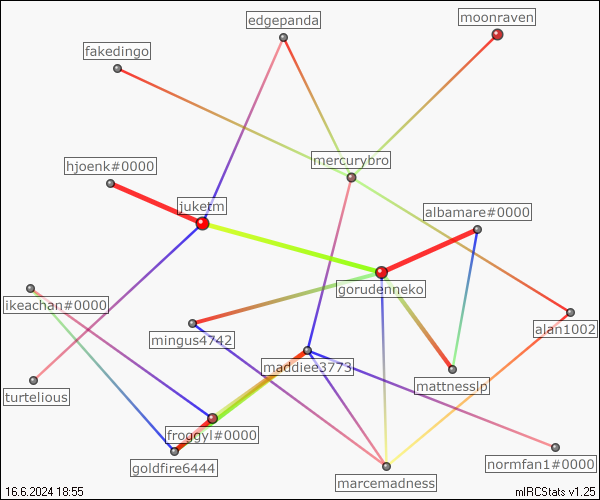 moonraven
edgepanda
fakedingo
mercurybro
hjoenk#0000
juketm
albamare#0000
gorudenneko
ikeachan#0000
alan1002
mingus4742
maddiee3773
mattnesslp
turtelious
froggyl#0000
goldfire6444
normfan1#0000
marcemadness
16.6.2024 18:55
mIRCStats v1.25